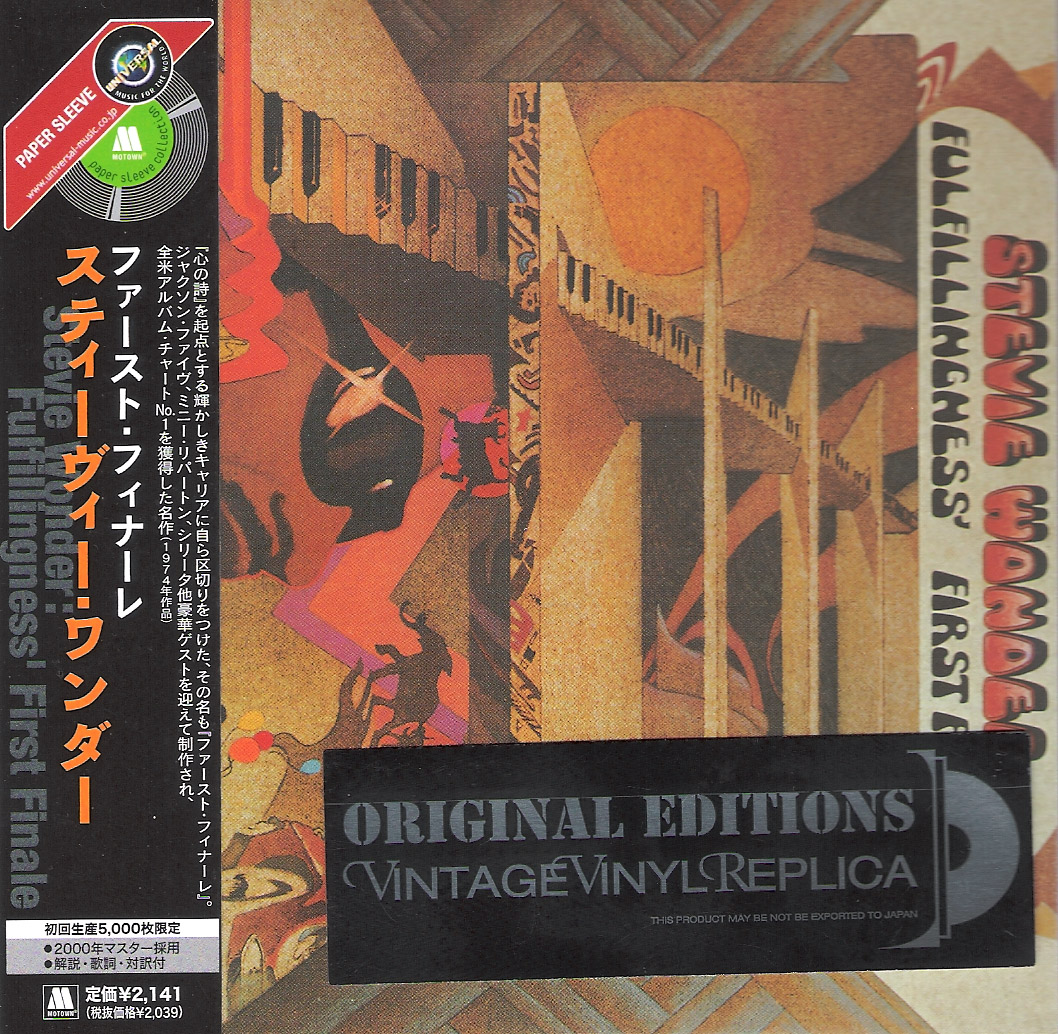 UNIVERSAL
MUSIC FOR THE WORLD
PAPER SLEEVE
www.universal-music.co.jp
MOTOWN®
paper sleeve collection
『心の詩』を起点とする輝かしきキャリアに自ら区切りをつけた、その名も『ファースト・フィナーレ』。
ジャクソン・ファイヴ、ミニー・リパートン、シリータ他豪華ゲストを迎えて制作され、
全米アルバム・チャートNo.1を獲得した名作(1974年作品)
ファースト・フィナーレ
スティーヴィー・ワンダー
Stevie Wonder:
Fulfillingness' First Finale
初回生産5,000枚限定
●2000年マスター採用
●解説・歌詞・対訳付
MOTOWN®
定価¥2,141
(税抜価格¥2,039)
STEVIE WONDER
FULFILLINGNESS' FIRST F
ORIGINAL EDITIONS
VINTAGE VINYL REPLICA
THIS PRODUCT MAY BE NOT BE EXPORTED TO JAPAN